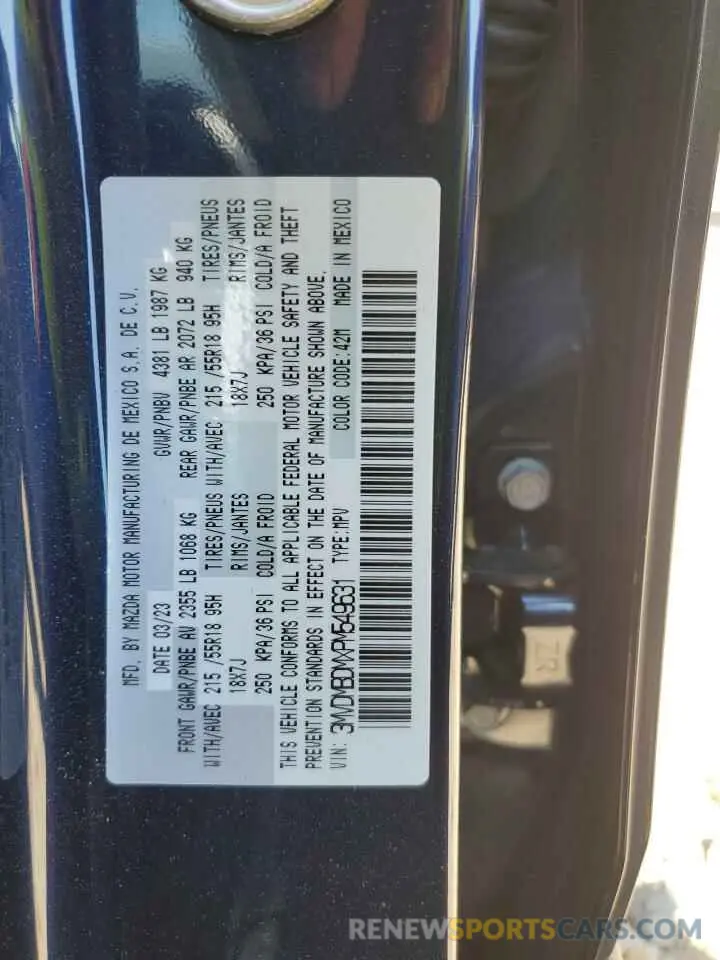 MFD. BY MAZDA MOTOR MANUFACTURING DE MEXICO S.A. DE C.V.
DATE 03/23 GVWR/PNBV 4381 LB 1987 KG
FRONT GAWR/PNBE AV 2355 LB 1068 KG REAR GAWR/PNBE AR 2072 LB 940 KG
WITH/AVEC 215 /55R18 95H TIRES/PNEUS WITH/AVEC 215 /55R18 95H TIRES/PNEUS
18X7J RIMS/JANTES 18X7J RIMS/JANTES
250 KPA/36 PSI COLD/A FROID 250 KPA/36 PSI COLD/A FROID
THIS VEHICLE CONFORMS TO ALL APPLICABLE FEDERAL MOTOR VEHICLE SAFETY AND THEFT
PREVENTION STANDARDS IN EFFECT ON THE DATE OF MANUFACTURE SHOWN ABOVE.
VIN: 3MVDMBDMXPM549631 TYPE:MPV COLOR CODE:42M MADE IN MEXICO
ZR
RENEWSPORTSCARS.COM